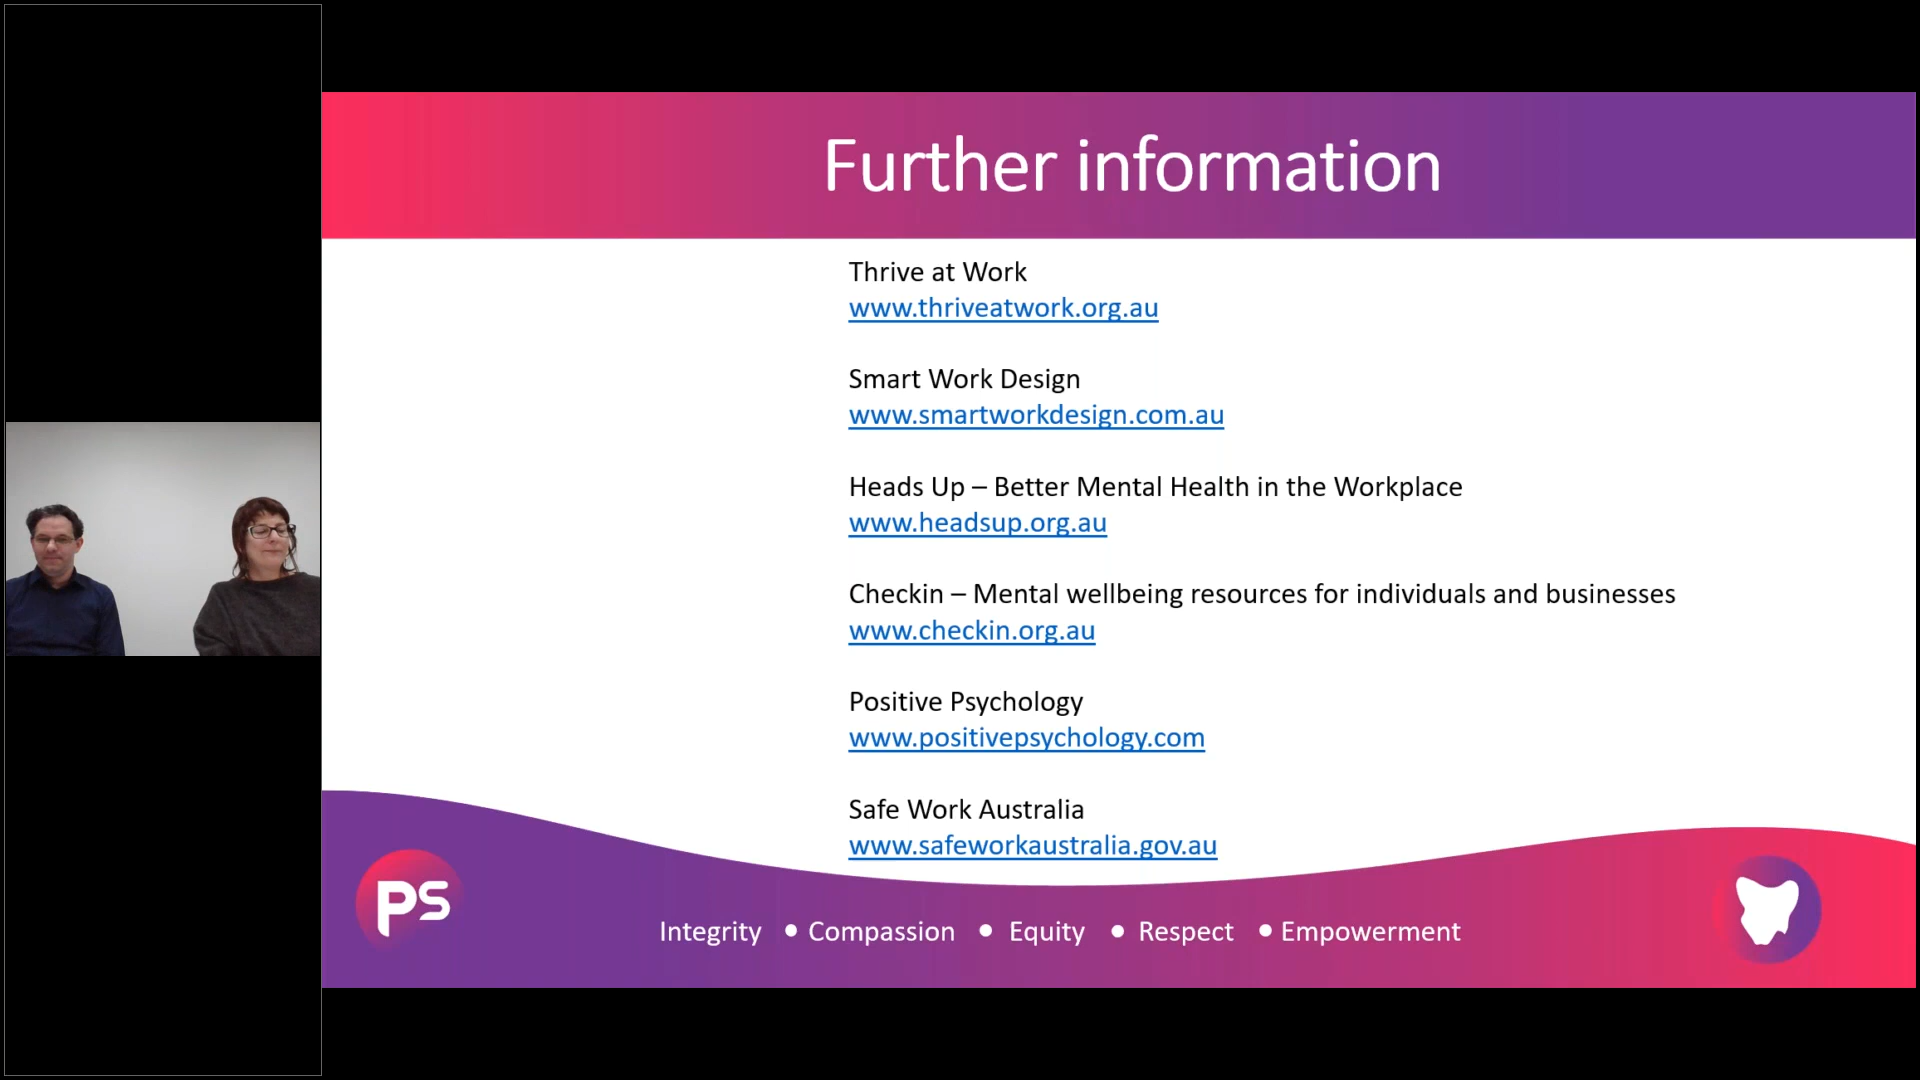 Further information
Thrive at Work
www.thriveatwork.org.au
Smart Work Design
www.smartworkdesign.com.au
Heads Up – Better Mental Health in the Workplace
www.headsup.org.au
Checkin – Mental wellbeing resources for individuals and businesses
www.checkin.org.au
Positive Psychology
www.positivepsychology.com
Safe Work Australia
www.safeworkaustralia.gov.au
PS
Integrity • Compassion • Equity • Respect • Empowerment